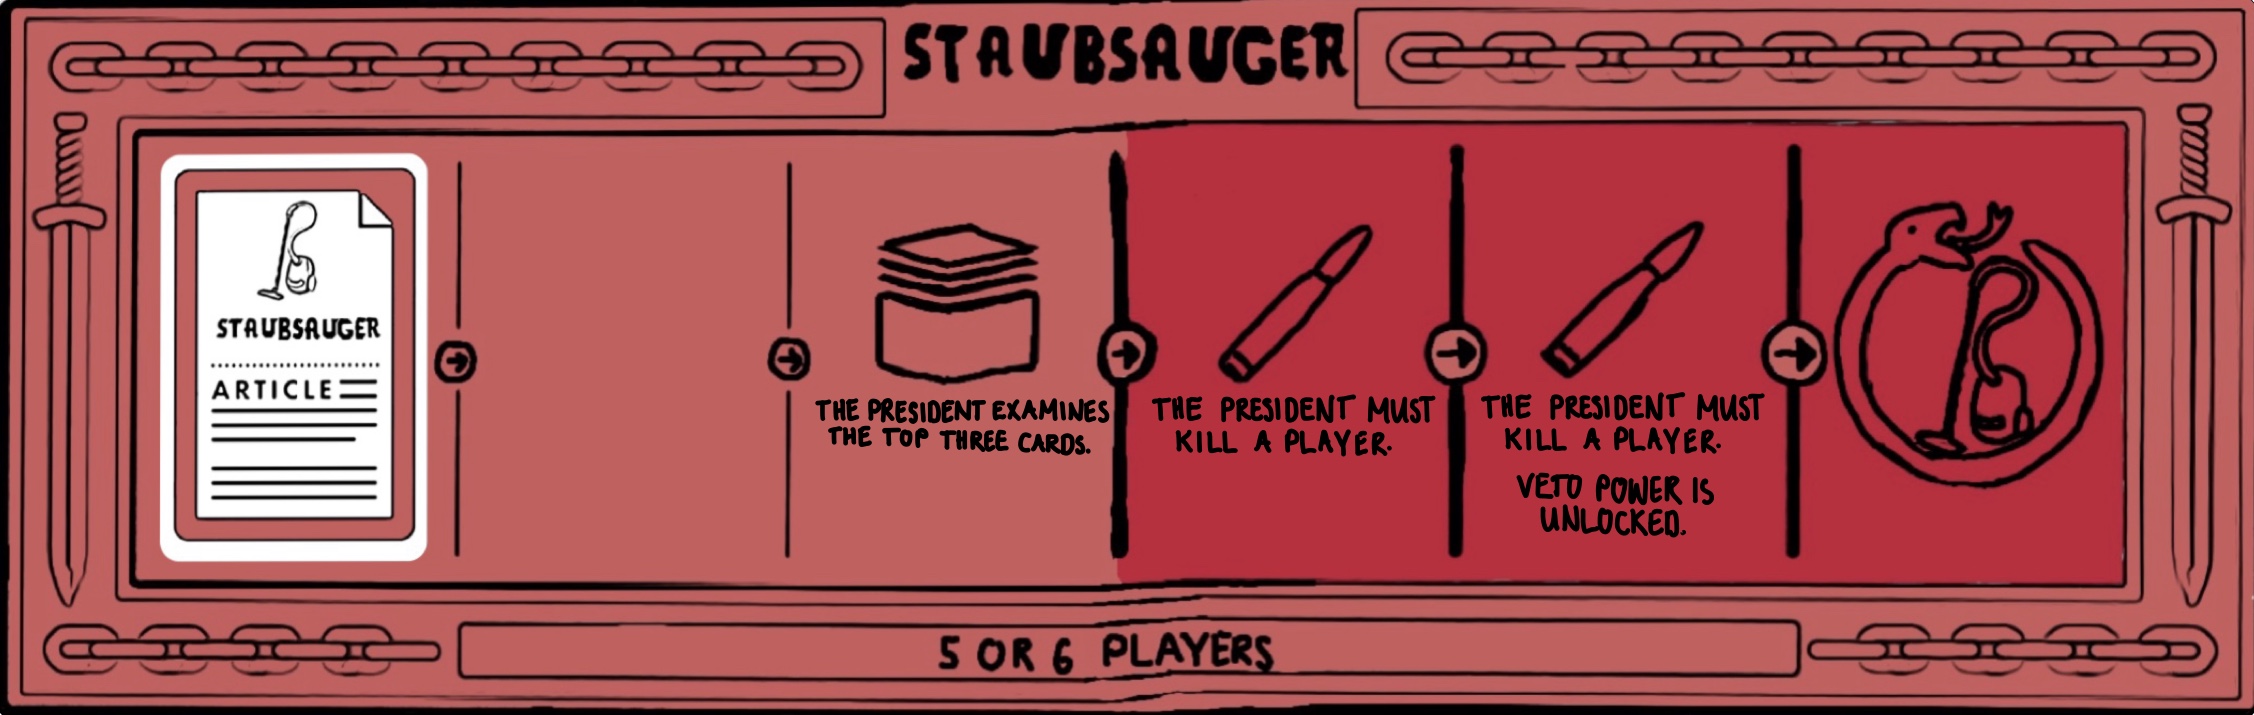 STAUBSAUGER
STAUBSAUGER
ARTICLE
THE PRESIDENT EXAMINES
THE TOP THREE CARDS.
THE PRESIDENT MUST
KILL A PLAYER.
THE PRESIDENT MUST
KILL A PLAYER.
VETO POWER IS
UNLOCKED.
5 OR 6 PLAYERS